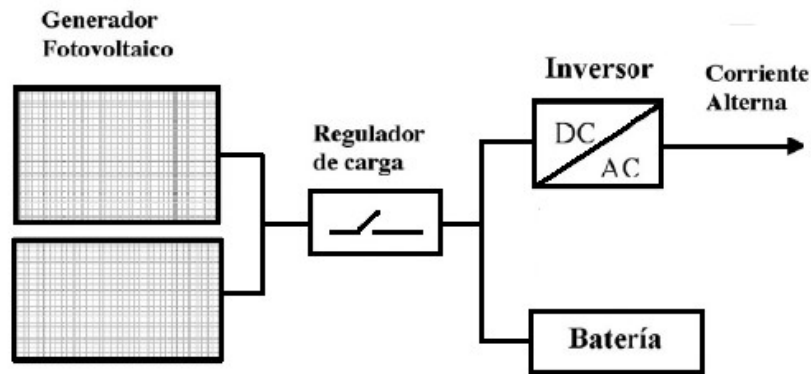 Generador
Fotovoltaico
Regulador
de carga
Inversor
DC
AC
Corriente
Alterna
Batería